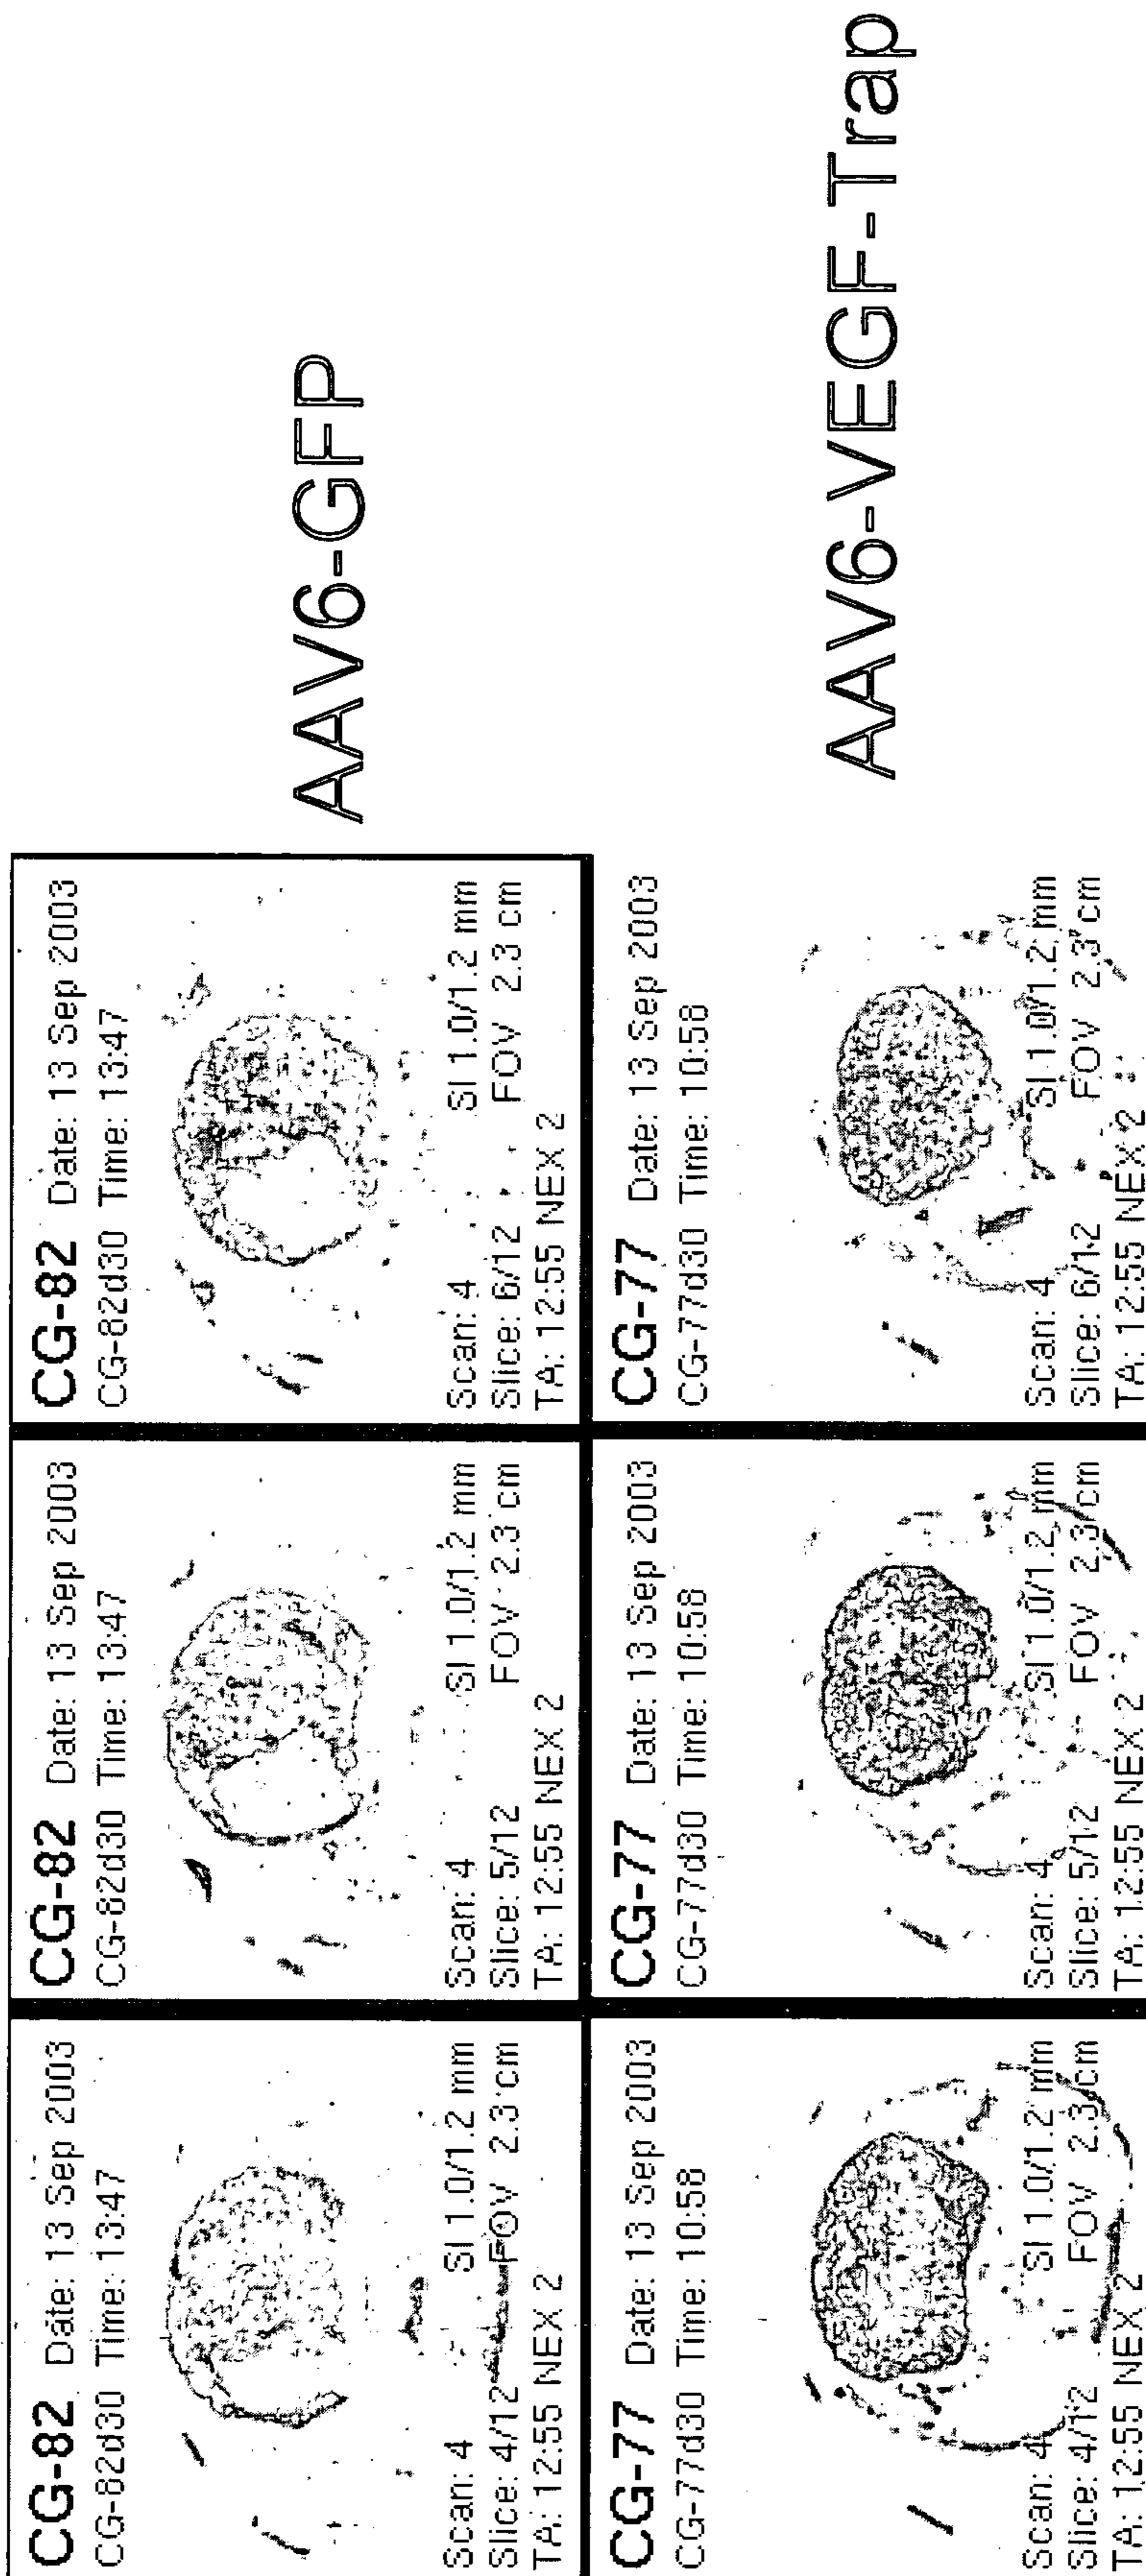 CG-82 Date: 13 Sep 2003
CG-82d30 Time: 13:47
Scan: 4 SI 1.0/1.2 mm
Slice: 4/12 FOV 2.3 cm
TA: 12:55 NEX 2
CG-82 Date: 13 Sep 2003
CG-82d30 Time: 13:47
Scan: 4 SI 1.0/1.2 mm
Slice: 5/12 FOV 2.3 cm
TA: 12:55 NEX 2
CG-82 Date: 13 Sep 2003
CG-82d30 Time: 13:47
Scan: 4 SI 1.0/1.2 mm
Slice: 6/12 FOV 2.3 cm
TA: 12:55 NEX 2
AAV6-GFP
CG-77 Date: 13 Sep 2003
CG-77d30 Time: 10:58
Scan: 4 SI 1.0/1.2 mm
Slice: 4/12 FOV 2.3 cm
TA: 12:55 NEX 2
CG-77 Date: 13 Sep 2003
CG-77d30 Time: 10:58
Scan: 4 SI 1.0/1.2 mm
Slice: 5/12 FOV 2.3 cm
TA: 12:55 NEX 2
CG-77 Date: 13 Sep 2003
CG-77d30 Time: 10:58
Scan: 4 SI 1.0/1.2 mm
Slice: 6/12 FOV 2.3 cm
TA: 12:55 NEX 2
AAV6-VEGF-Trap